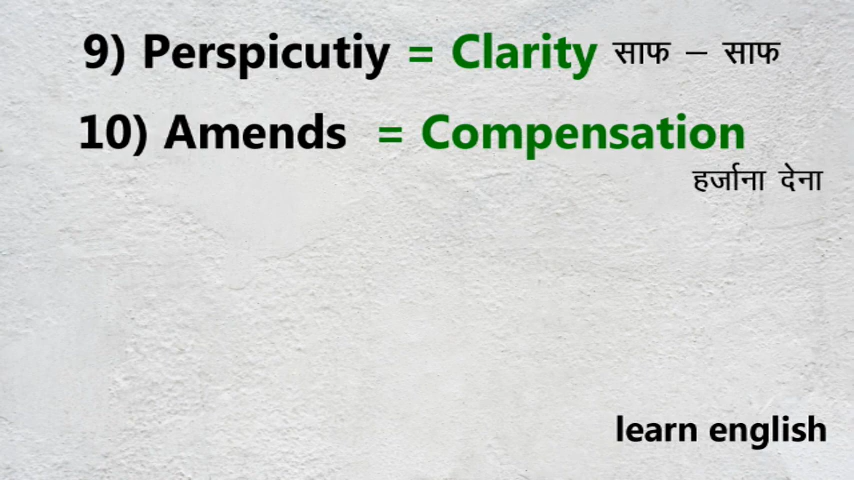 9) Perspicutiy = Clarity साफ – साफ
10) Amends = Compensation
हर्जाना देना
learn english